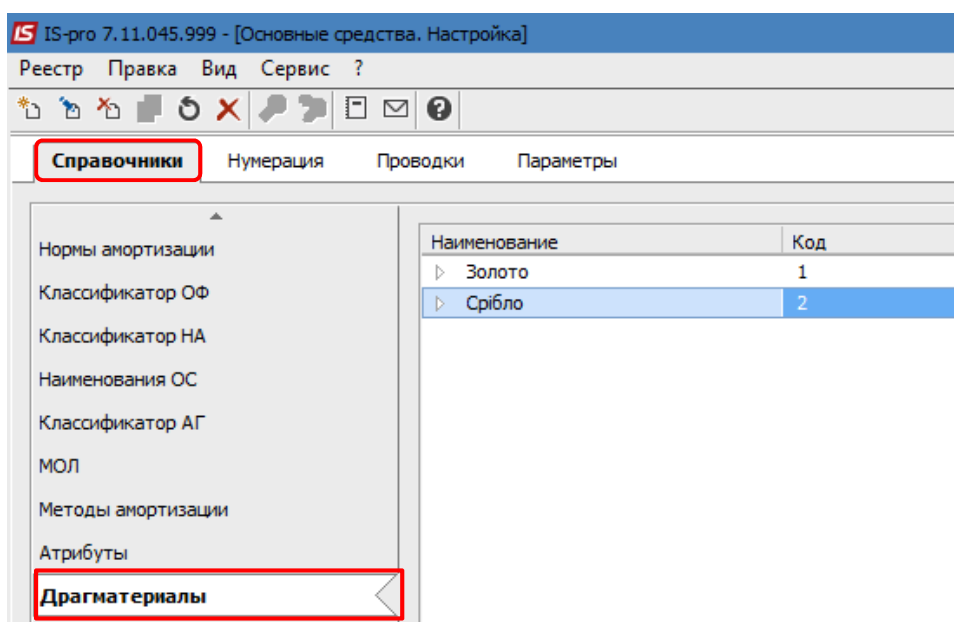 IS-pro 7.11.045.999 - [Основные средства. Настройка]
Реестр Правка Вид Сервис ?
Справочники Нумерация Проводки Параметры
Нормы амортизации
Классификатор ОФ
Классификатор НА
Наименования ОС
Классификатор АГ
МОЛ
Методы амортизации
Атрибуты
Драгматериалы
Наименование Код
Золото 1
Срібло 2